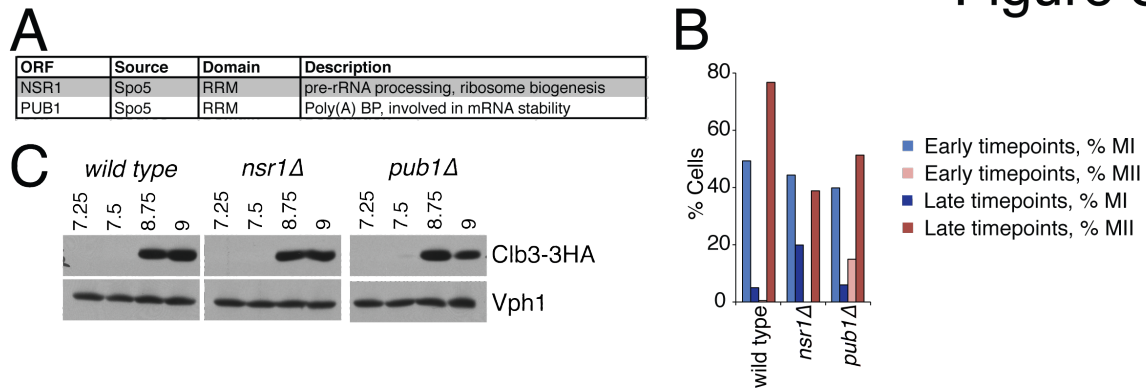 Figure
A
ORF Source Domain Description
NSR1 Spo5 RRM pre-rRNA processing, ribosome biogenesis
PUB1 Spo5 RRM Poly(A) BP, involved in mRNA stability
B
80
60
40
20
0
% Cells
wild type nsr1Δ pub1Δ
Early timepoints, % MI
Early timepoints, % MII
Late timepoints, % MI
Late timepoints, % MII
C
wild type nsr1Δ pub1Δ
7.25 7.5 8.75 9 7.25 7.5 8.75 9 7.25 7.5 8.75 9
Clb3-3HA
Vph1